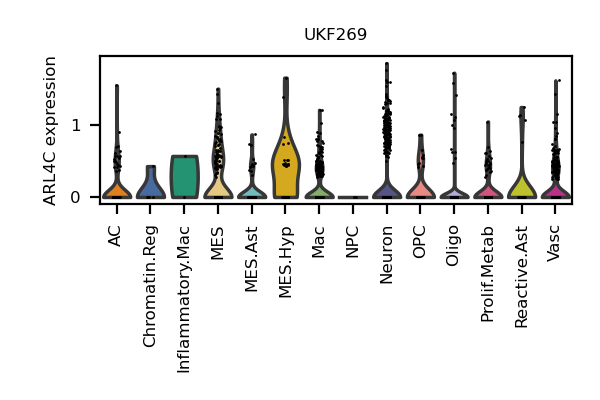 UKF269
ARL4C expression
1
0
AC
Chromatin.Reg
Inflammatory.Mac
MES
MES.Ast
MES.Hyp
Mac
NPC
Neuron
OPC
Oligo
Prolif.Metab
Reactive.Ast
Vasc